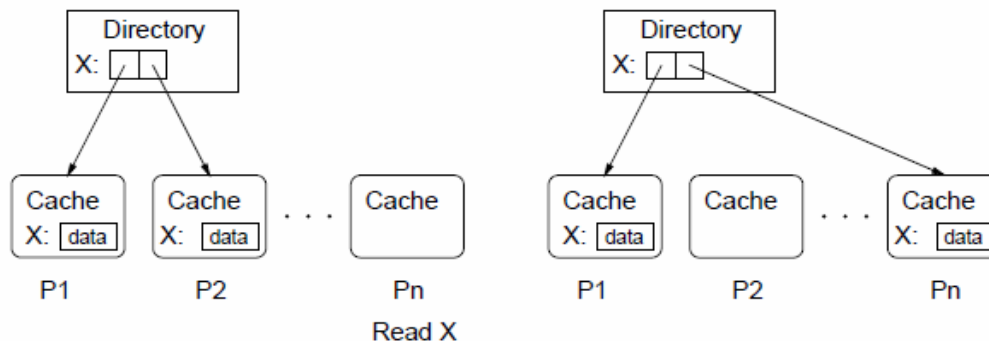 Directory
X:
Cache
X: data
P1
Cache
X: data
P2
. . .
Cache
Pn
Read X
Directory
X:
Cache
X: data
P1
Cache
P2
. . .
Cache
X: data
Pn